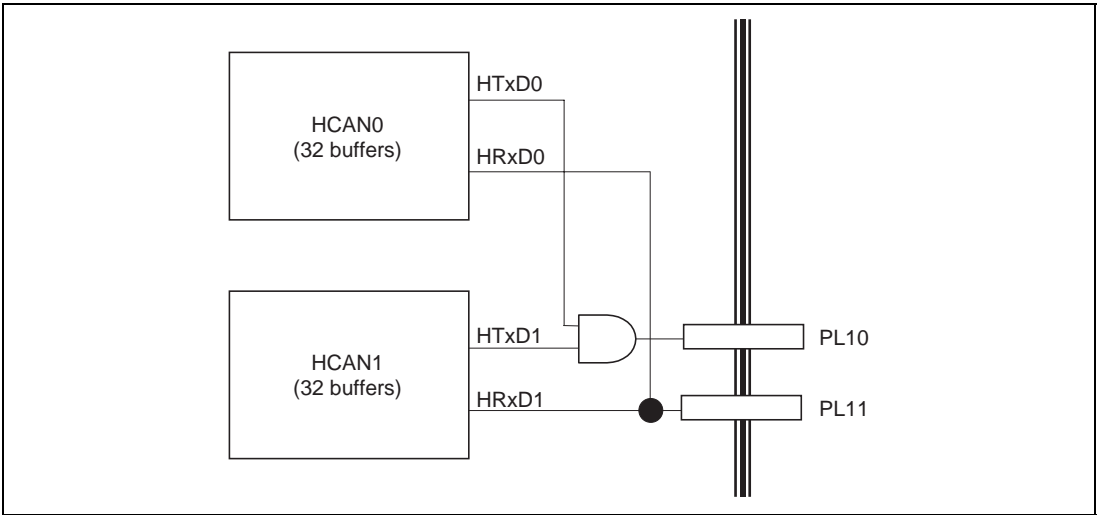 HTxD0
HCAN0
(32 buffers)
HRxD0
HTxD1
PL10
HCAN1
(32 buffers)
HRxD1
PL11